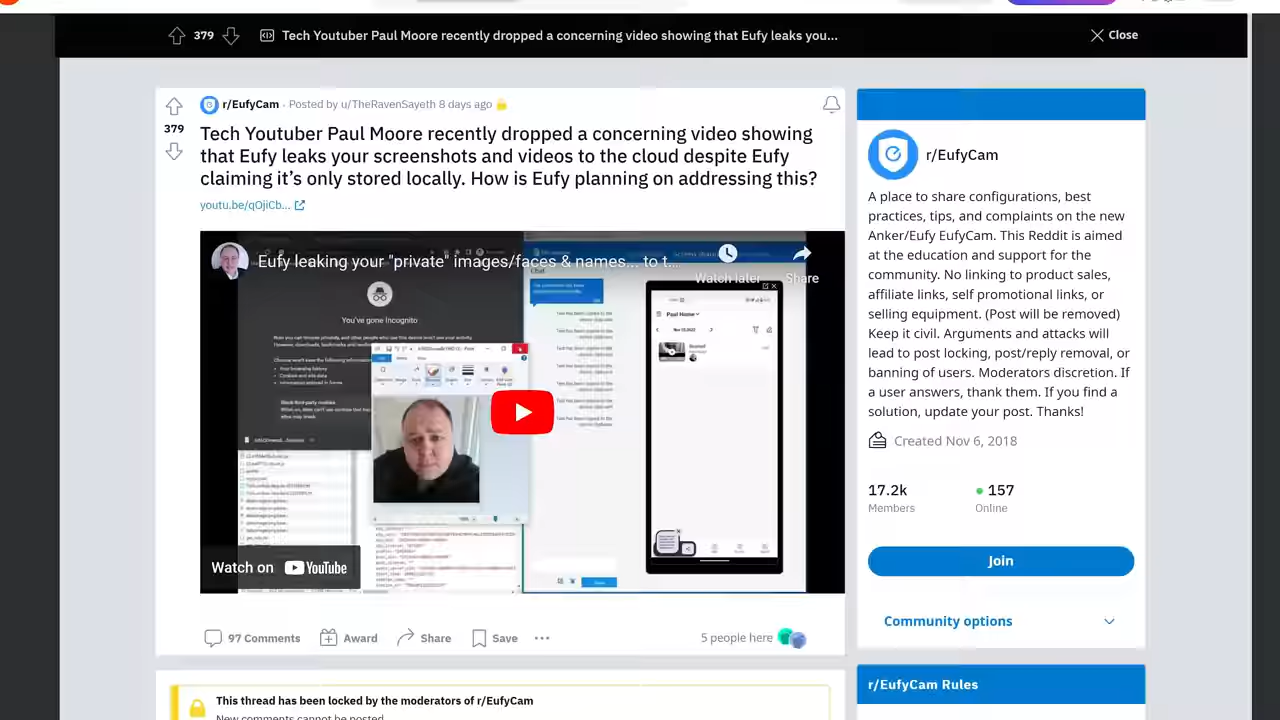 379
Tech Youtuber Paul Moore recently dropped a concerning video showing that Eufy leaks you...
Close
r/EufyCam · Posted by u/TheRavenSayeth 8 days ago
379
Tech Youtuber Paul Moore recently dropped a concerning video showing
that Eufy leaks your screenshots and videos to the cloud despite Eufy
claiming it's only stored locally. How is Eufy planning on addressing this?
youtu.be/qOjiCb...
Eufy leaking your "private" images/faces & names... to t...
Watch later
Share
You've gone Incognito
Paul Home
Watch on YouTube
97 Comments
Award
Share
Save
5 people here
This thread has been locked by the moderators of r/EufyCam
New comments cannot be posted
r/EufyCam
A place to share configurations, best
practices, tips, and complaints on the new
Anker/Eufy EufyCam. This Reddit is aimed
at the education and support for the
community. No linking to product sales,
affiliate links, self promotional links, or
selling equipment. (Post will be removed)
Keep it civil. Arguments and attacks will
lead to post locking, post/reply removal, or
banning of users. Moderators discretion. If
a user answers, thank them. If you find a
solution, update your post. Thanks!
Created Nov 6, 2018
17.2k
Members
157
Online
Join
Community options
r/EufyCam Rules